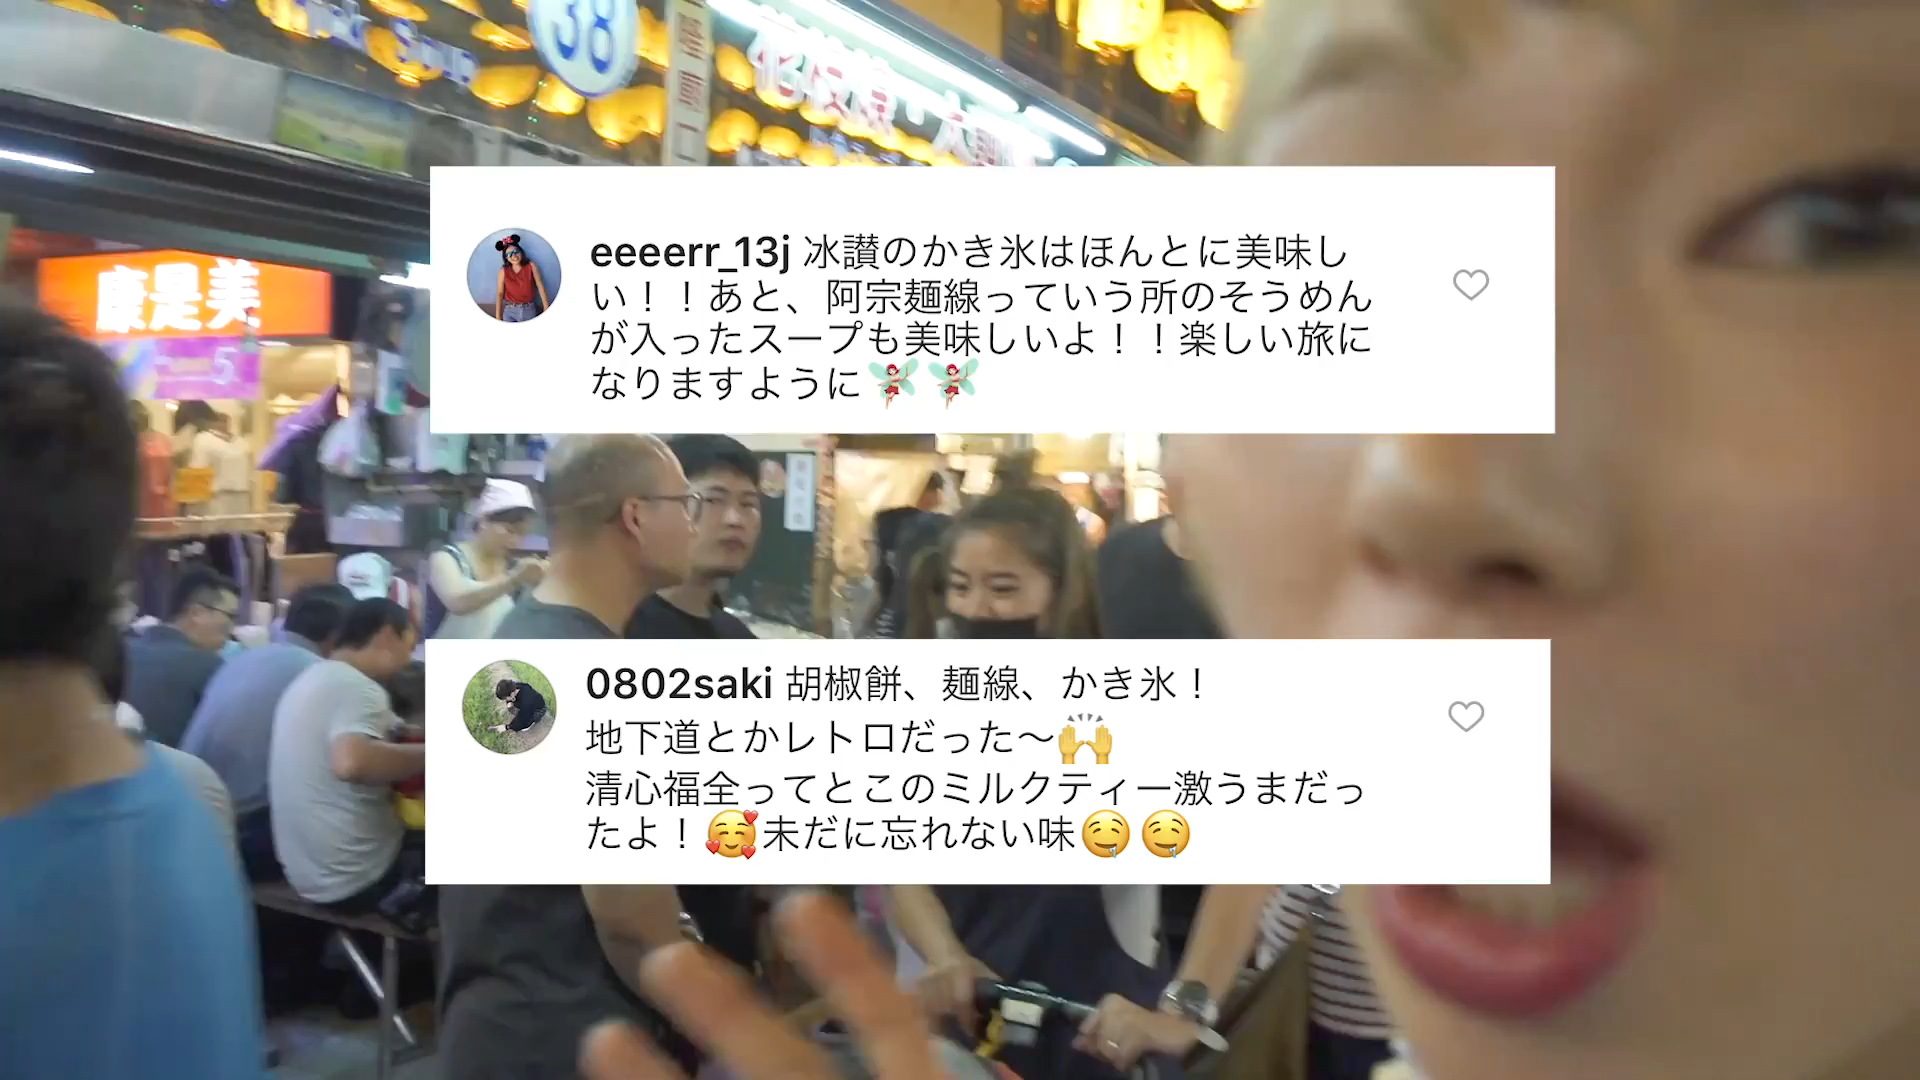 38
康是美
5
eeeerr_13j 冰讃のかき氷はほんとに美味し
い！！あと、阿宗麺線っていう所のそうめん
が入ったスープも美味しいよ！！楽しい旅に
なりますように🧚🧚
0802saki 胡椒餅、麺線、かき氷！
地下道とかレトロだった〜🙌
清心福全ってとこのミルクティー激うまだっ
たよ！🥰未だに忘れない味🤤🤤